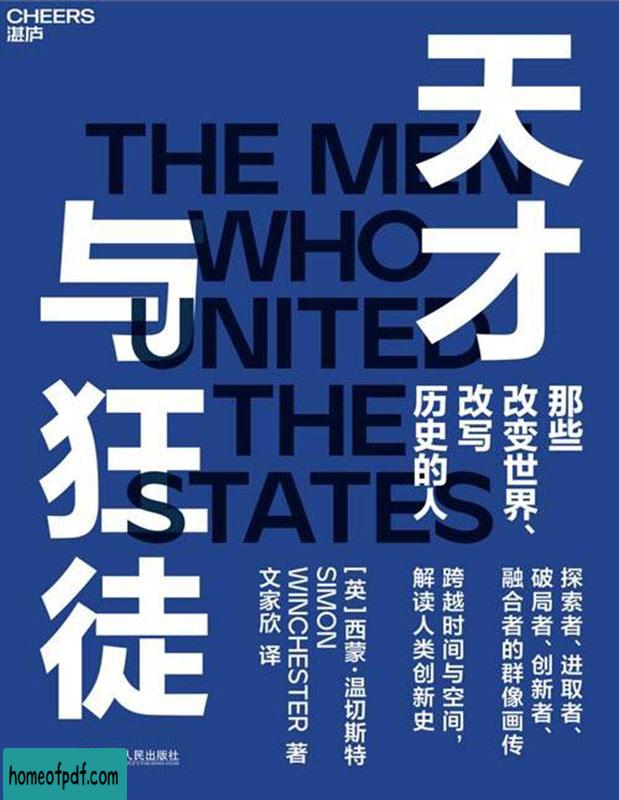 CHEERS
湛庐
天才
与狂徒
THE MEN
WHO
UNITED
THE
STATES
那些
改变世界、
改写
历史的人
探索者、进取者、
破局者、创新者、
融合者的群像画传
跨越时间与空间，
解读人类创新史
[英]西蒙·温切斯特
SIMON
WINCHESTER 著
文家欣 译
人民出版社
homeofpdf.com